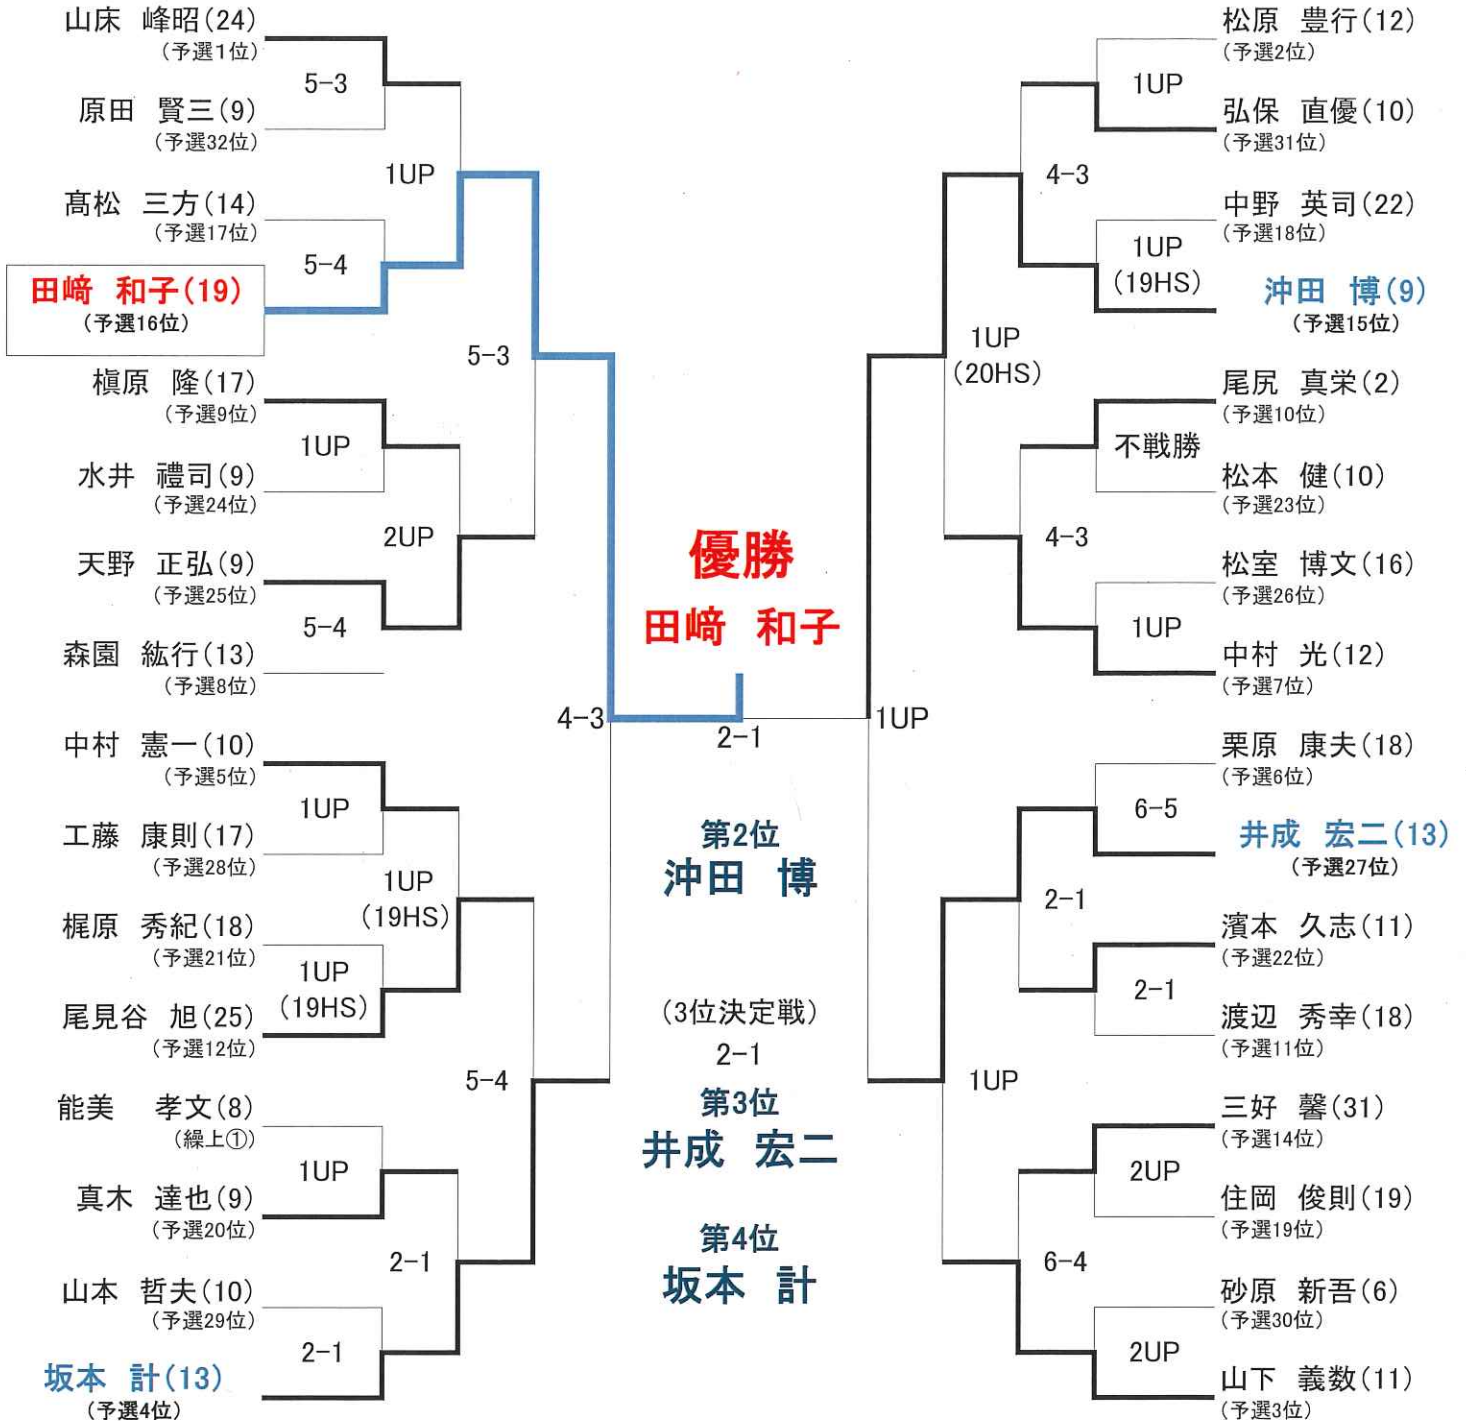 山床 峰昭(24)
(予選1位)
5-3
原田 賢三(9)
(予選32位)
1UP
髙松 三方(14)
(予選17位)
5-4
田﨑 和子(19)
(予選16位)
5-3
槇原 隆(17)
(予選9位)
1UP
水井 禮司(9)
(予選24位)
2UP
天野 正弘(9)
(予選25位)
5-4
森園 紘行(13)
(予選8位)
4-3
中村 憲一(10)
(予選5位)
1UP
工藤 康則(17)
(予選28位)
1UP
(19HS)
梶原 秀紀(18)
(予選21位)
1UP
(19HS)
尾見谷 旭(25)
(予選12位)
5-4
能美 孝文(8)
(繰上①)
1UP
真木 達也(9)
(予選20位)
2-1
山本 哲夫(10)
(予選29位)
2-1
坂本 計(13)
(予選4位)
優勝
田﨑 和子
2-1
第2位
沖田 博
(3位決定戦)
2-1
第3位
井成 宏二
第4位
坂本 計
松原 豊行(12)
(予選2位)
1UP
弘保 直優(10)
(予選31位)
4-3
中野 英司(22)
(予選18位)
1UP
(19HS)
沖田 博(9)
(予選15位)
1UP
(20HS)
尾尻 真栄(2)
(予選10位)
不戦勝
松本 健(10)
(予選23位)
4-3
松室 博文(16)
(予選26位)
1UP
中村 光(12)
(予選7位)
1UP
栗原 康夫(18)
(予選6位)
6-5
井成 宏二(13)
(予選27位)
2-1
濱本 久志(11)
(予選22位)
2-1
渡辺 秀幸(18)
(予選11位)
1UP
三好 馨(31)
(予選14位)
2UP
住岡 俊則(19)
(予選19位)
6-4
砂原 新吾(6)
(予選30位)
2UP
山下 義数(11)
(予選3位)